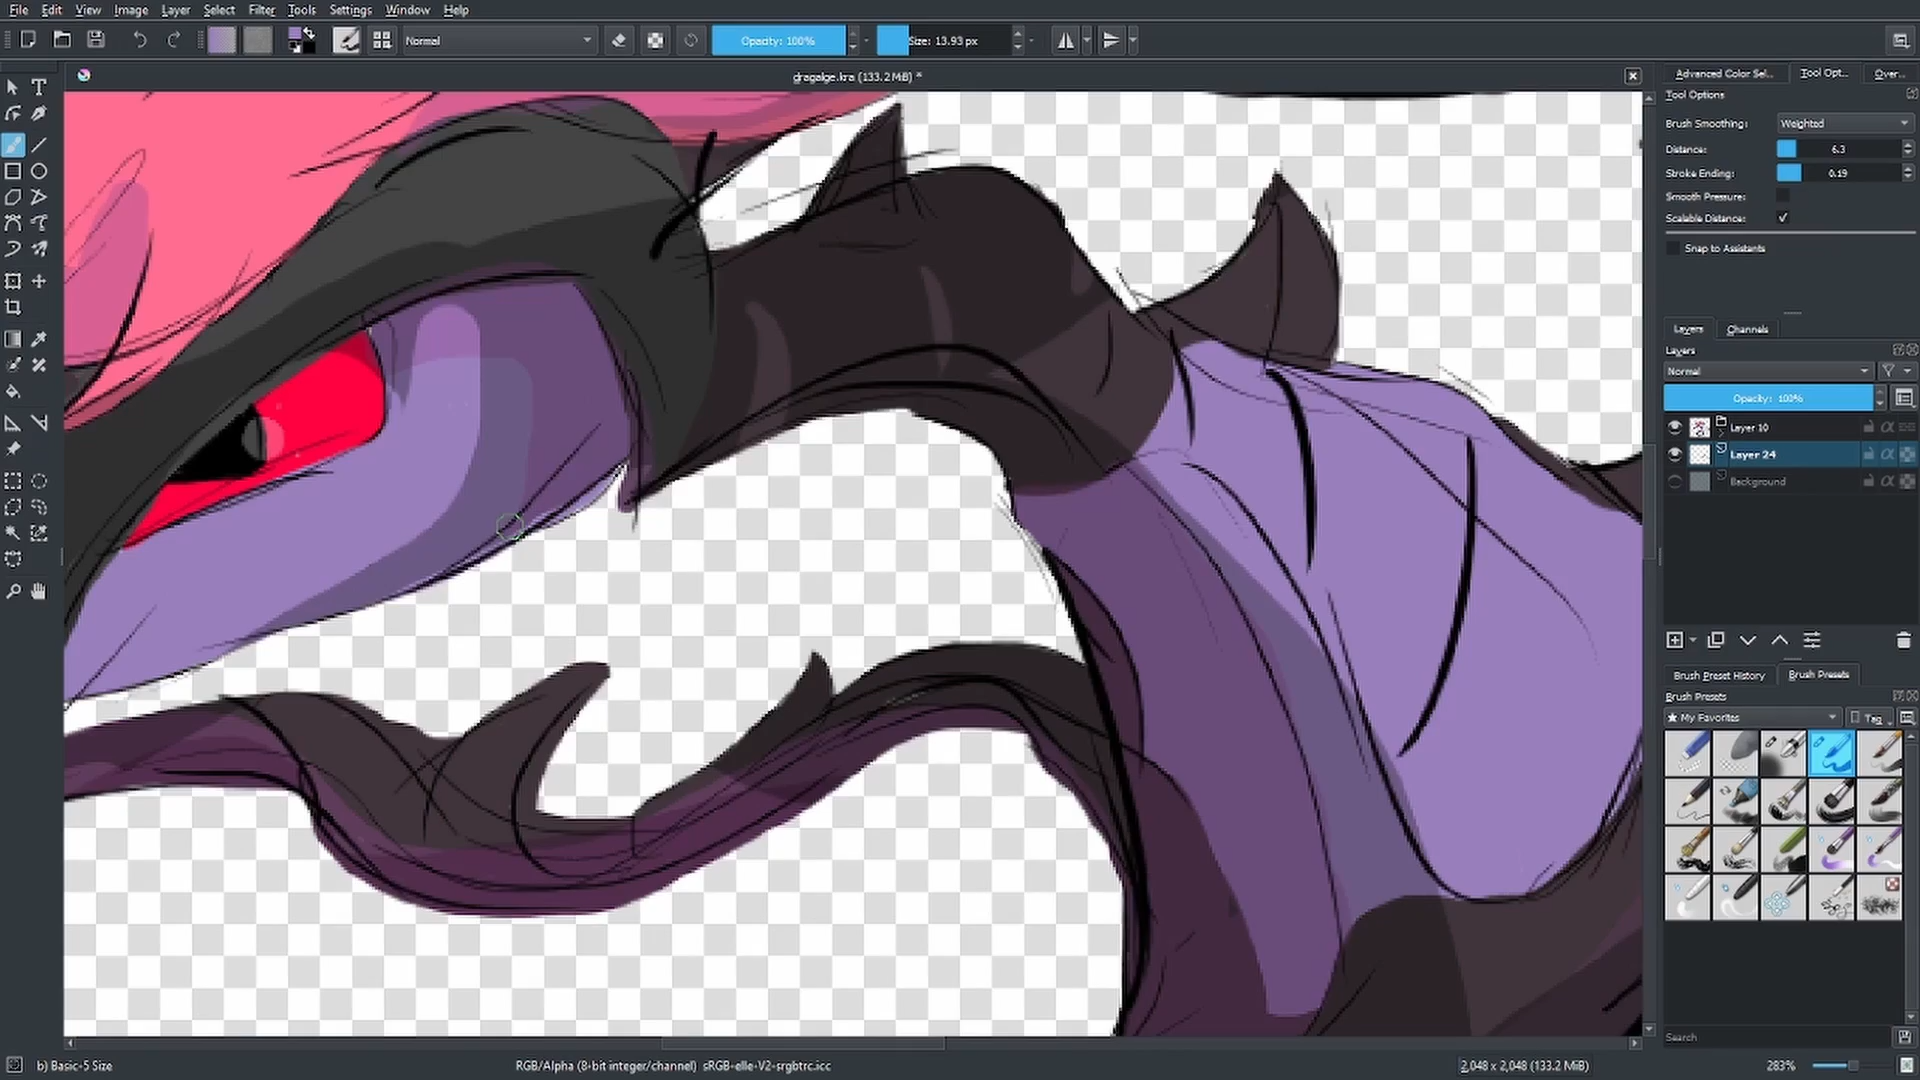 File Edit View Image Layer Select Filter Tools Settings Window Help
Normal Opacity: 100% Size: 13.93 px
dragalge.kra (133.2 MiB) *
Advanced Color Sel... Tool Opt... Over...
Tool Options
Brush Smoothing: Weighted
Distance: 6.3
Stroke Ending: 0.19
Smooth Pressure:
Scalable Distance: ✓
Snap to Assistants
Layers Channels
Layers
Normal
Opacity: 100%
Layer 10
Layer 24
Background
Brush Preset History Brush Presets
Brush Presets
My Favorites Tag
Search
b) Basic-5 Size RGB/Alpha (8-bit integer/channel) sRGB-elle-V2-srgbtrc.icc 2,048 x 2,048 (133.2 MiB) 283%